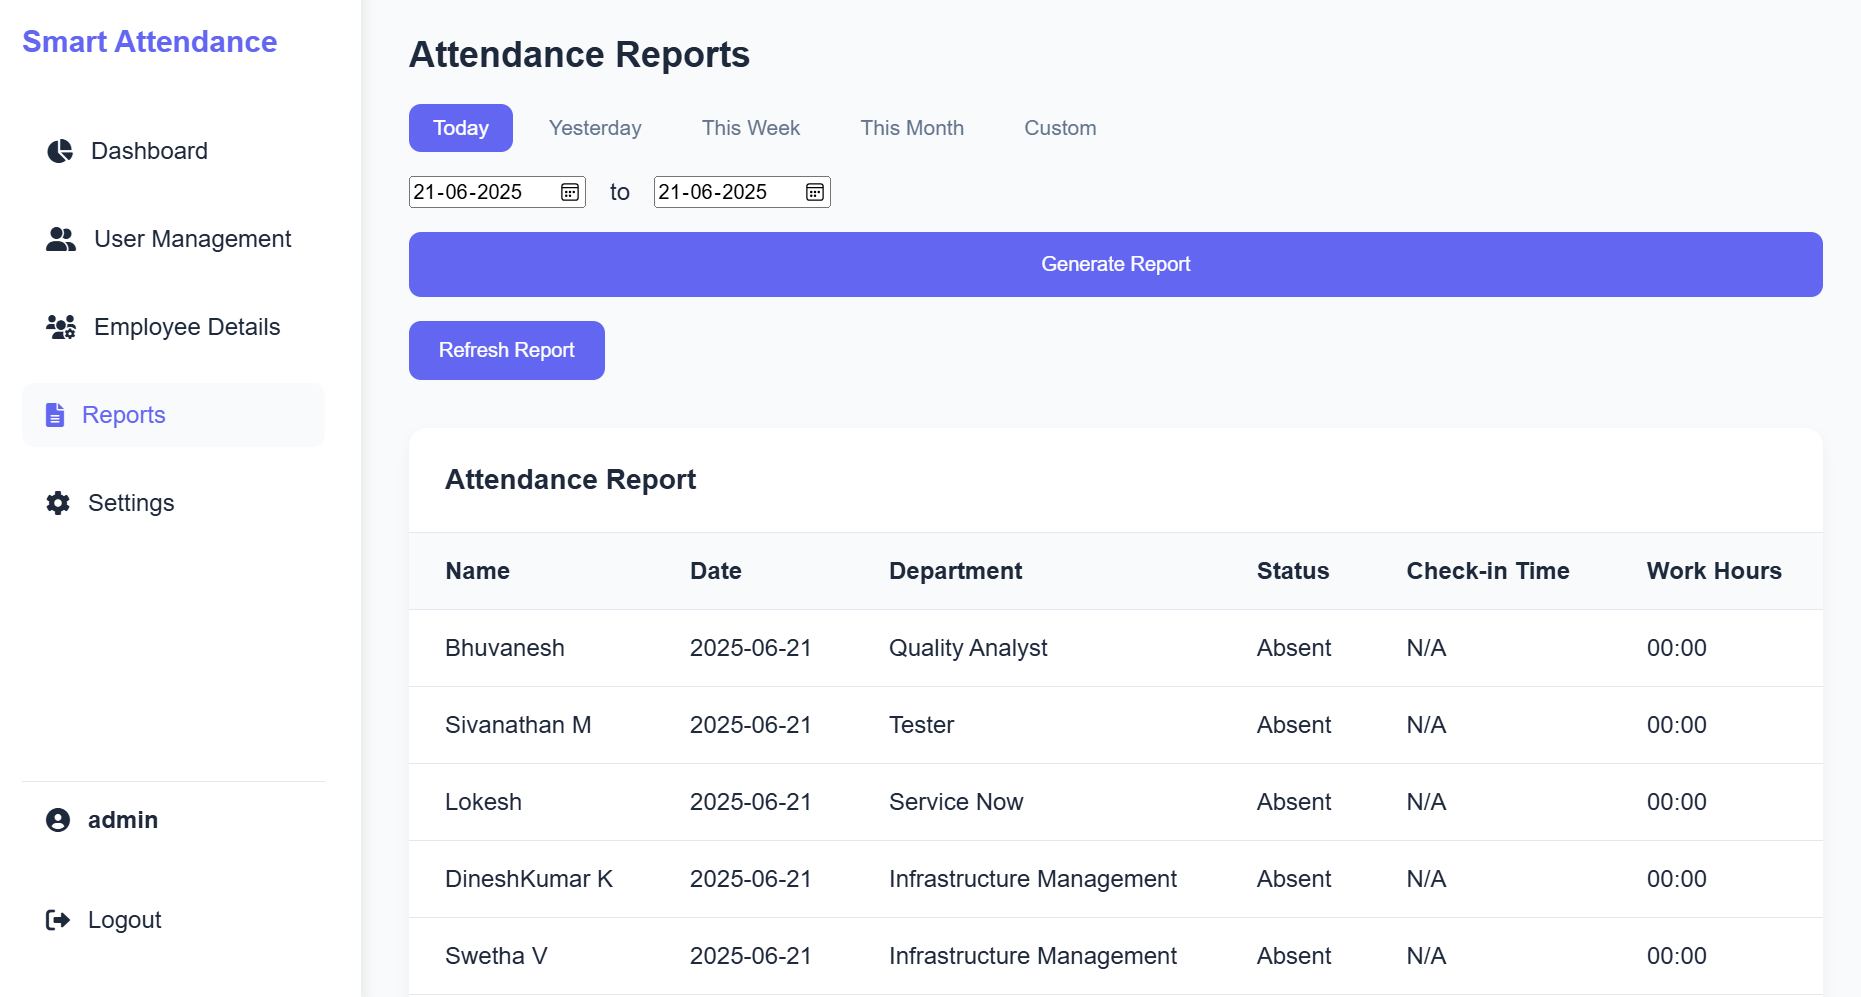 Smart Attendance
Dashboard
User Management
Employee Details
Reports
Settings
admin
Logout
Attendance Reports
Today Yesterday This Week This Month Custom
21-06-2025 to 21-06-2025
Generate Report
Refresh Report
Attendance Report
Name Date Department Status Check-in Time Work Hours
Bhuvanesh 2025-06-21 Quality Analyst Absent N/A 00:00
Sivanathan M 2025-06-21 Tester Absent N/A 00:00
Lokesh 2025-06-21 Service Now Absent N/A 00:00
DineshKumar K 2025-06-21 Infrastructure Management Absent N/A 00:00
Swetha V 2025-06-21 Infrastructure Management Absent N/A 00:00